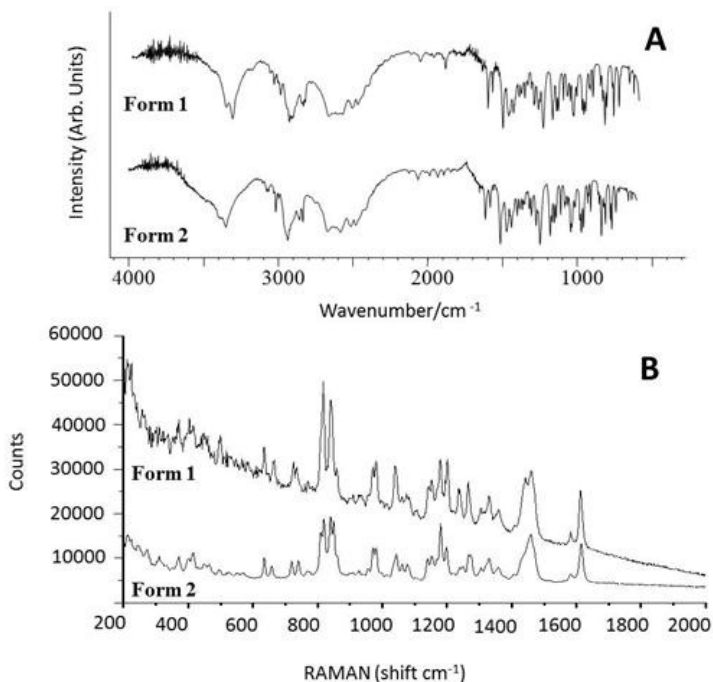 A
Intensity (Arb. Units)
Form 1
Form 2
4000 3000 2000 1000
Wavenumber/cm -1
B
Counts
60000
50000
40000
30000
20000
10000
Form 1
Form 2
200 400 600 800 1000 1200 1400 1600 1800 2000
RAMAN (shift cm-1)